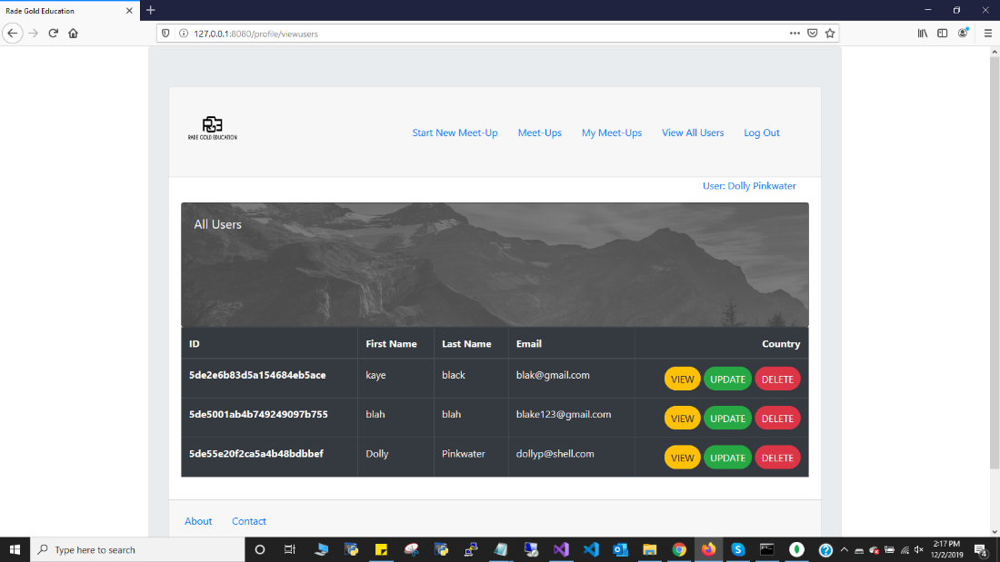 Rade Gold Education
127.0.0.1:8080/profile/viewusers
RADE GOLD EDUCATION
Start New Meet-Up Meet-Ups My Meet-Ups View All Users Log Out
User: Dolly Pinkwater
All Users
ID First Name Last Name Email Country
5de2e6b83d5a154684eb5ace kaye black blak@gmail.com VIEW UPDATE DELETE
5de5001ab4b749249097b755 blah blah blake123@gmail.com VIEW UPDATE DELETE
5de55e20f2ca5a4b48bdbbef Dolly Pinkwater dollyp@shell.com VIEW UPDATE DELETE
About Contact
Type here to search
2:17 PM
12/2/2019
4